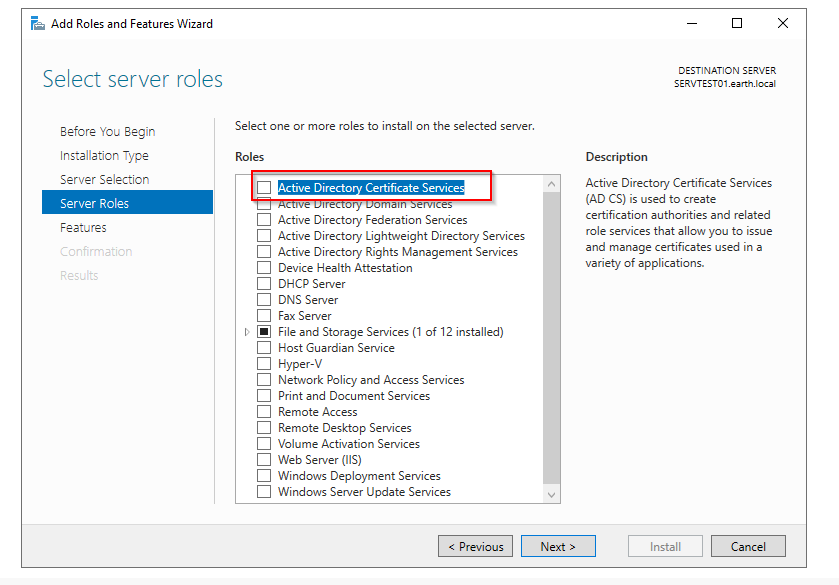 Add Roles and Features Wizard
Select server roles
DESTINATION SERVER
SERVTEST01.earth.local
Before You Begin
Installation Type
Server Selection
Server Roles
Features
Confirmation
Results
Select one or more roles to install on the selected server.
Roles
Active Directory Certificate Services
Active Directory Domain Services
Active Directory Federation Services
Active Directory Lightweight Directory Services
Active Directory Rights Management Services
Device Health Attestation
DHCP Server
DNS Server
Fax Server
File and Storage Services (1 of 12 installed)
Host Guardian Service
Hyper-V
Network Policy and Access Services
Print and Document Services
Remote Access
Remote Desktop Services
Volume Activation Services
Web Server (IIS)
Windows Deployment Services
Windows Server Update Services
Description
Active Directory Certificate Services
(AD CS) is used to create
certification authorities and related
role services that allow you to issue
and manage certificates used in a
variety of applications.
< Previous
Next >
Install
Cancel